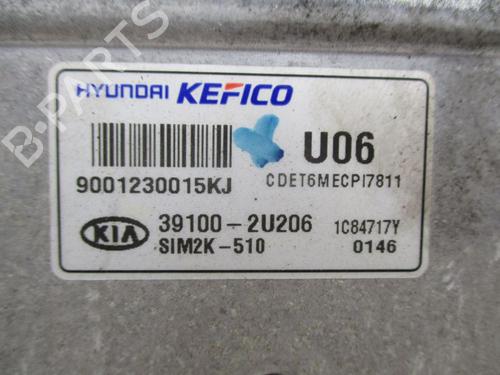 B-PARTS
HYUNDAI KEFICO
U06
9001230015KJ
CDET6MECPI7811
KIA
39100-2U206
1C84717Y
SIM2K-510
0146